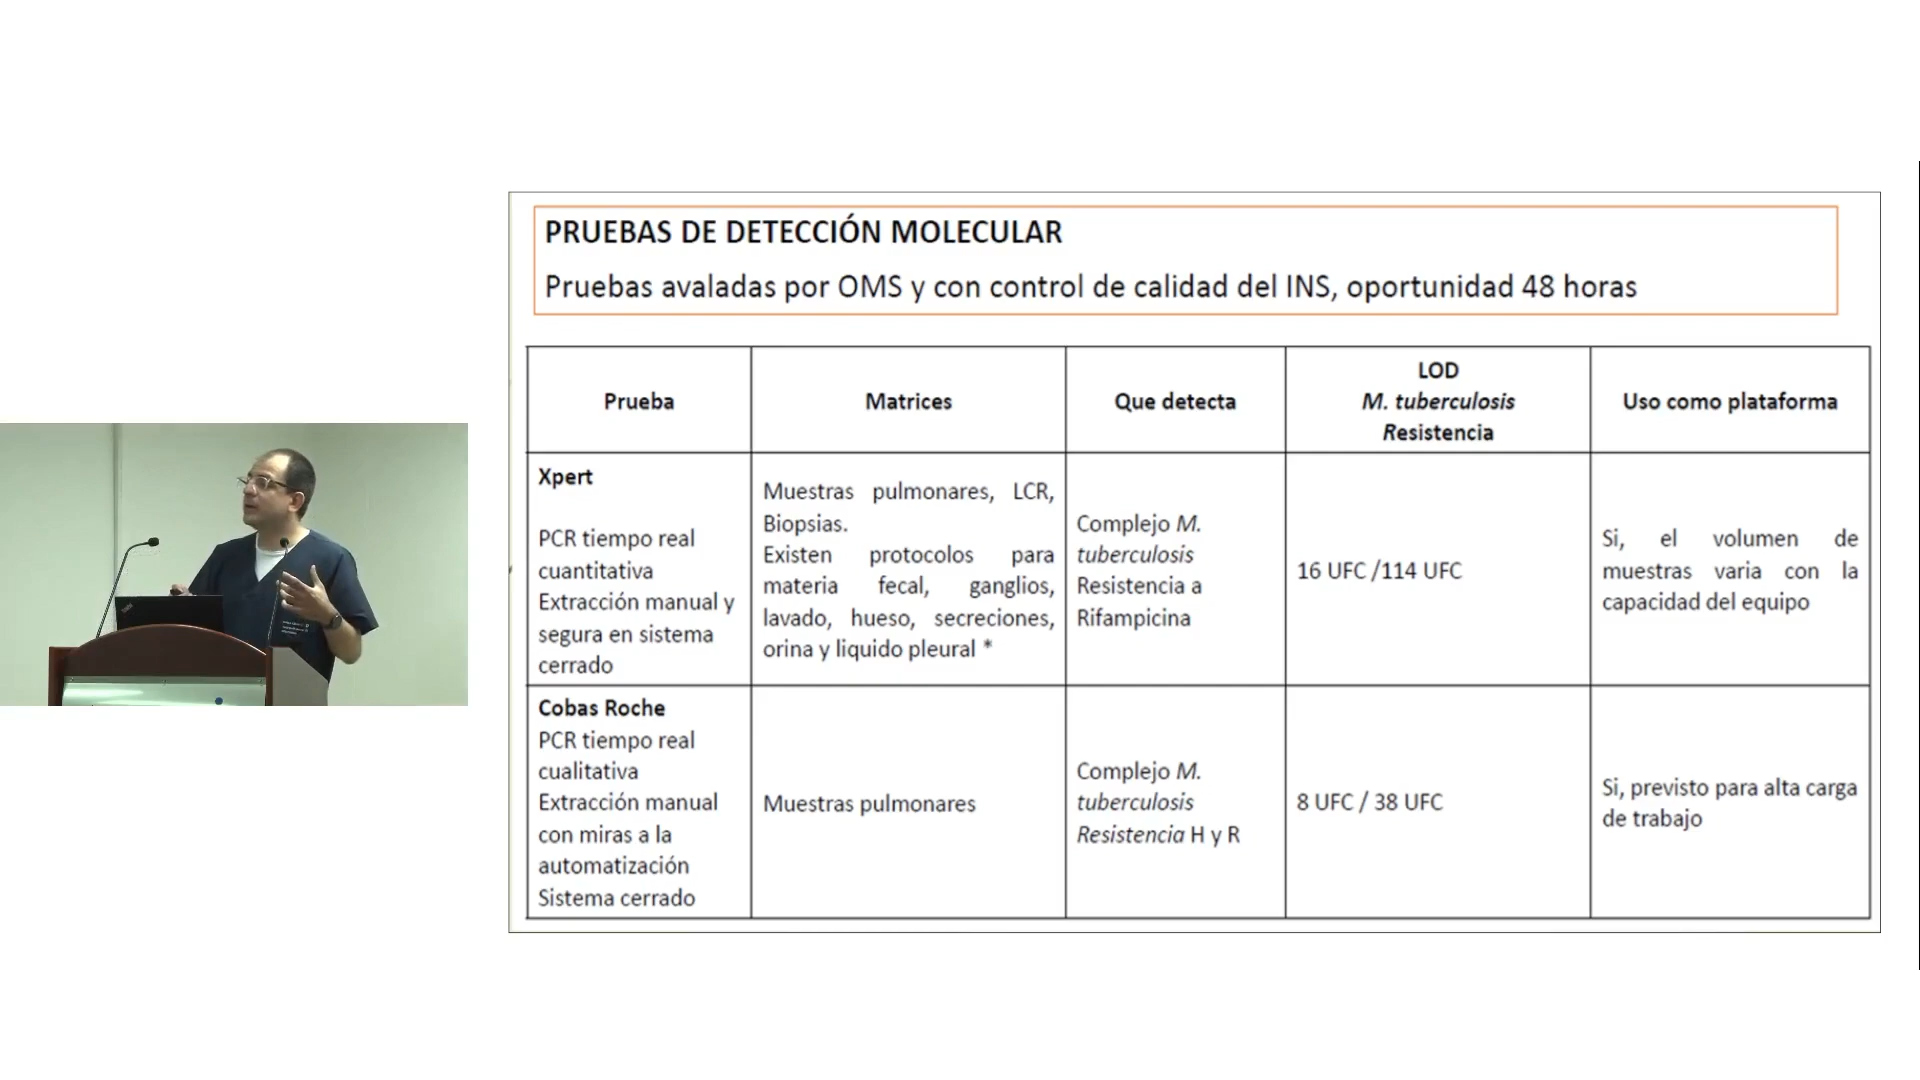 PRUEBAS DE DETECCIÓN MOLECULAR
Pruebas avaladas por OMS y con control de calidad del INS, oportunidad 48 horas
Prueba
Matrices
Que detecta
LOD
M. tuberculosis
Resistencia
Uso como plataforma
Xpert
PCR tiempo real
cuantitativa
Extracción manual y
segura en sistema
cerrado
Muestras pulmonares, LCR,
Biopsias.
Existen protocolos para
materia fecal, ganglios,
lavado, hueso, secreciones,
orina y liquido pleural *
Complejo M.
tuberculosis
Resistencia a
Rifampicina
16 UFC /114 UFC
Si, el volumen de
muestras varia con la
capacidad del equipo
Cobas Roche
PCR tiempo real
cualitativa
Extracción manual
con miras a la
automatización
Sistema cerrado
Muestras pulmonares
Complejo M.
tuberculosis
Resistencia H y R
8 UFC / 38 UFC
Si, previsto para alta carga
de trabajo